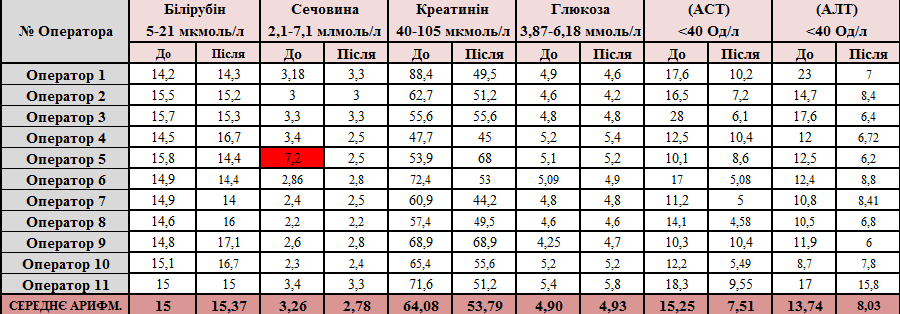 № Оператора Білірубін 5-21 мкмоль/л Сечовина 2,1-7,1 млмоль/л Креатинін 40-105 мкмоль/л Глюкоза 3,87-6,18 ммоль/л (АСТ) <40 Од/л (АЛТ) <40 Од/л
До Після До Після До Після До Після До Після До Після
Оператор 1 14,2 14,3 3,18 3,3 88,4 49,5 4,9 4,6 17,6 10,2 23 7
Оператор 2 15,5 15,2 3 3 62,7 51,2 4,6 4,2 16,5 7,2 14,7 8,4
Оператор 3 15,7 15,3 3,3 3,3 55,6 55,6 4,8 4,8 28 6,1 17,6 6,4
Оператор 4 14,5 16,7 3,4 2,5 47,7 45 5,2 5,4 12,5 10,4 12 6,72
Оператор 5 15,8 14,4 7,2 2,5 53,9 68 5,1 5,2 10,1 8,6 12,5 6,2
Оператор 6 14,9 14,4 2,86 2,8 72,4 53 5,09 4,9 17 5,08 12,4 8,8
Оператор 7 14,9 14 2,4 2,5 60,9 44,2 4,8 4,8 11,2 5 10,8 8,41
Оператор 8 14,6 16 2,2 2,2 57,4 49,5 4,6 4,6 14,1 4,58 10,5 6,8
Оператор 9 14,8 17,1 2,6 2,8 68,9 68,9 4,25 4,7 10,3 10,4 11,9 6
Оператор 10 15,1 16,7 2,3 2,4 65,4 55,6 5,2 5,2 12,2 5,49 8,7 7,8
Оператор 11 15 15 3,4 3,3 71,6 51,2 5,4 5,8 18,3 9,55 17 15,8
СЕРЕДНЄ АРИФМ. 15 15,37 3,26 2,78 64,08 53,79 4,90 4,93 15,25 7,51 13,74 8,03